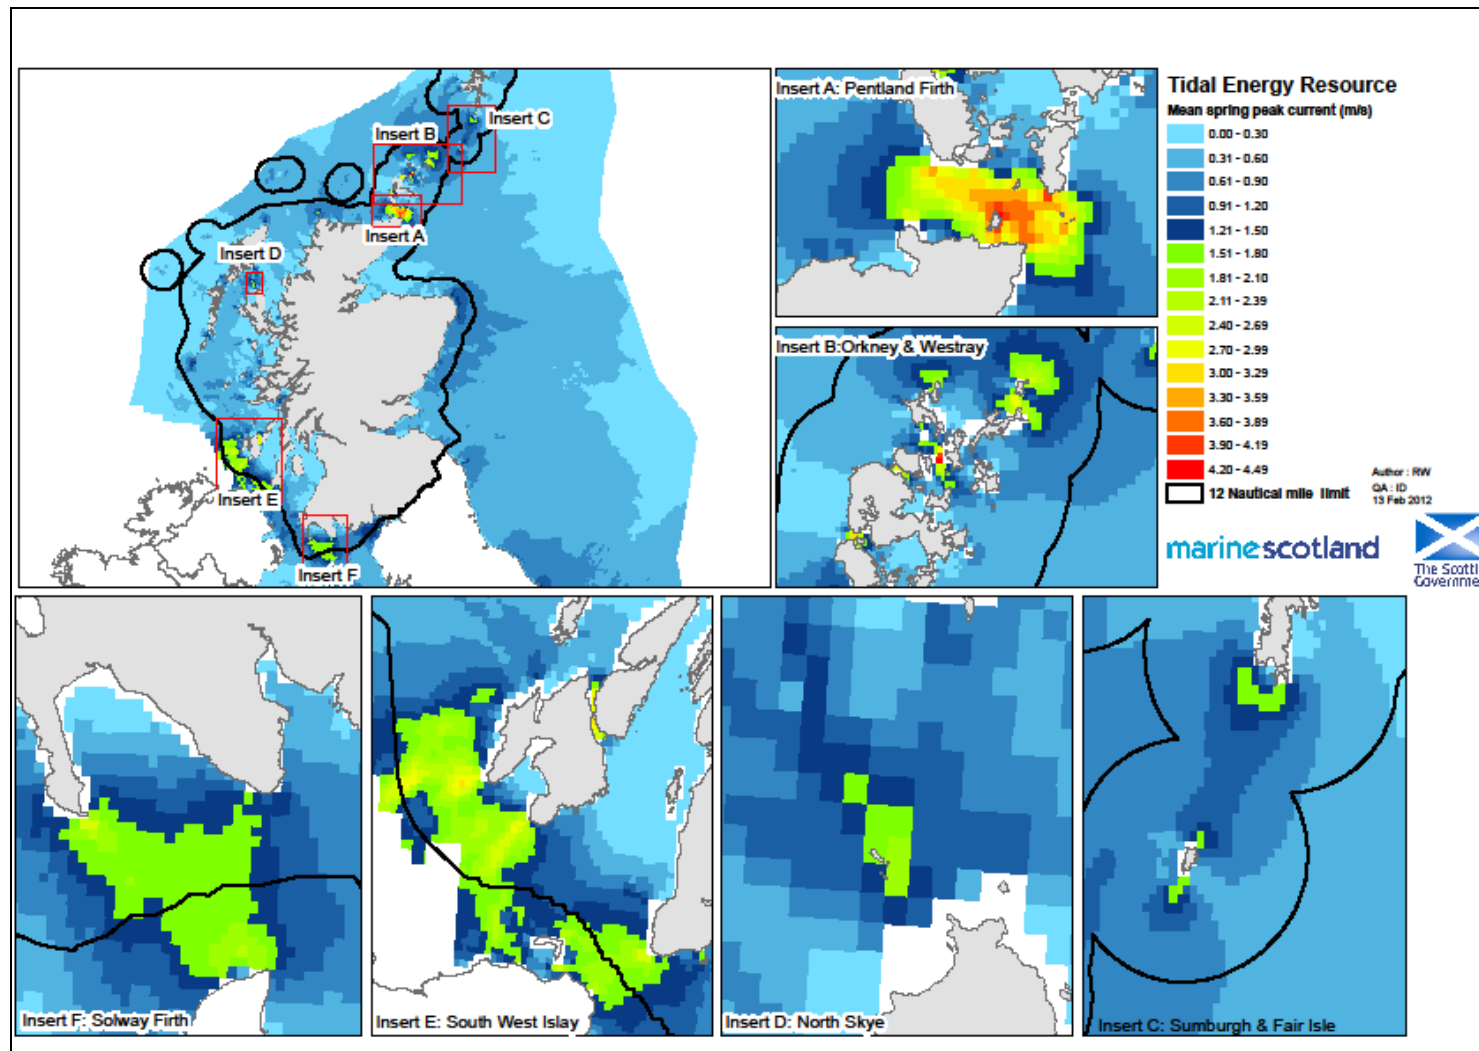 Insert B
Insert C
Insert A
Insert D
Insert E
Insert F
Insert A: Pentland Firth
Insert B:Orkney & Westray
Tidal Energy Resource
Mean spring peak current (m/s)
0.00 - 0.30
0.31 - 0.60
0.61 - 0.90
0.91 - 1.20
1.21 - 1.50
1.51 - 1.80
1.81 - 2.10
2.11 - 2.39
2.40 - 2.69
2.70 - 2.99
3.00 - 3.29
3.30 - 3.59
3.60 - 3.89
3.90 - 4.19
4.20 - 4.49
12 Nautical mile limit
Author : RW
QA : ID
13 Feb 2012
marinescotland
The Scotti
Governme
Insert F: Solway Firth
Insert E: South West Islay
Insert D: North Skye
Insert C: Sumburgh & Fair Isle